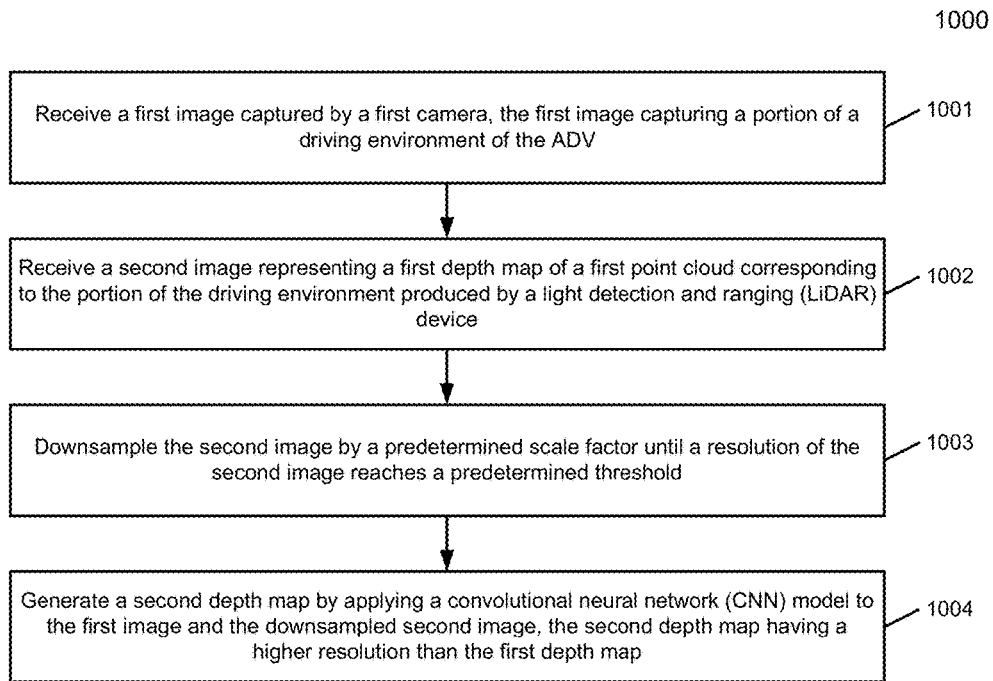 1000
Receive a first image captured by a first camera, the first image capturing a portion of a
driving environment of the ADV
1001
Receive a second image representing a first depth map of a first point cloud corresponding
to the portion of the driving environment produced by a light detection and ranging (LiDAR)
device
1002
Downsample the second image by a predetermined scale factor until a resolution of the
second image reaches a predetermined threshold
1003
Generate a second depth map by applying a convolutional neural network (CNN) model to
the first image and the downsampled second image, the second depth map having a
higher resolution than the first depth map
1004